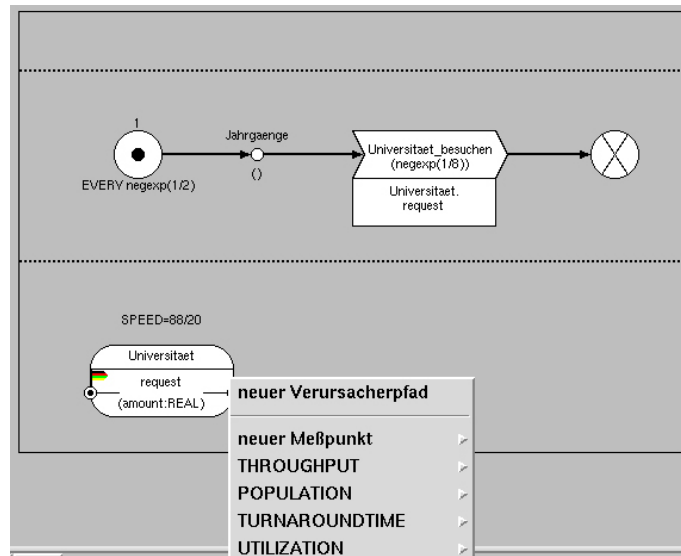 1
Jahrgaenge
EVERY negexp(1/2)
()
Universitaet_besuchen
(negexp(1/8))
Universitaet.
request
SPEED=88/20
Universitaet
request
(amount:REAL)
neuer Verursacherpfad
neuer Meßpunkt
THROUGHPUT
POPULATION
TURNAROUNDTIME
UTILIZATION